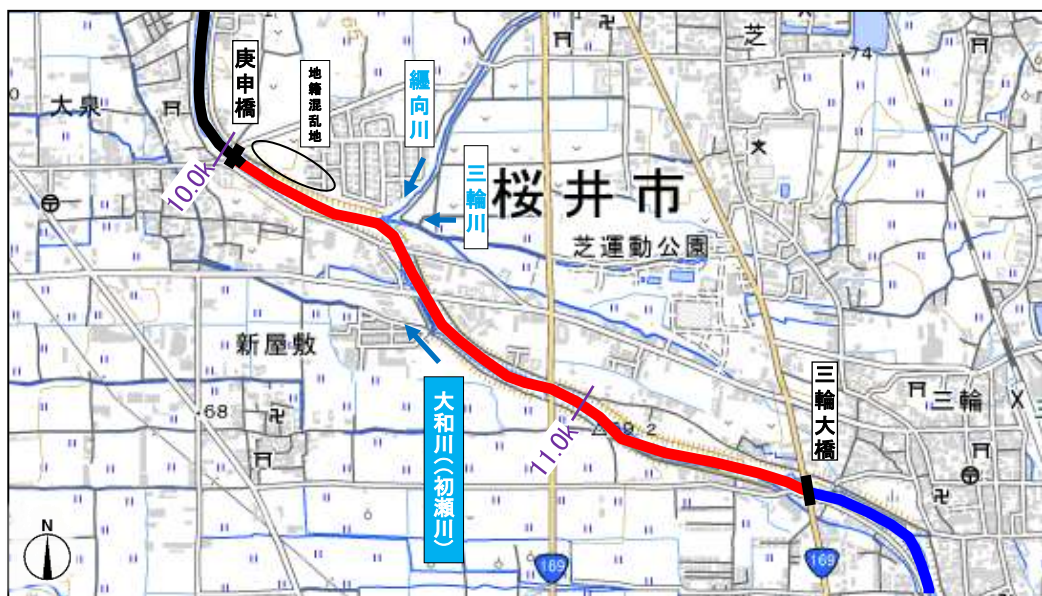 庚申橋
地籍混乱地
纒向川
三輪川
芝
74
大泉
10.0k
桜井市
芝運動公園
新屋敷
68
大和川((初瀬川)
11.0k
69.2
三輪大橋
三輪
N
169
169